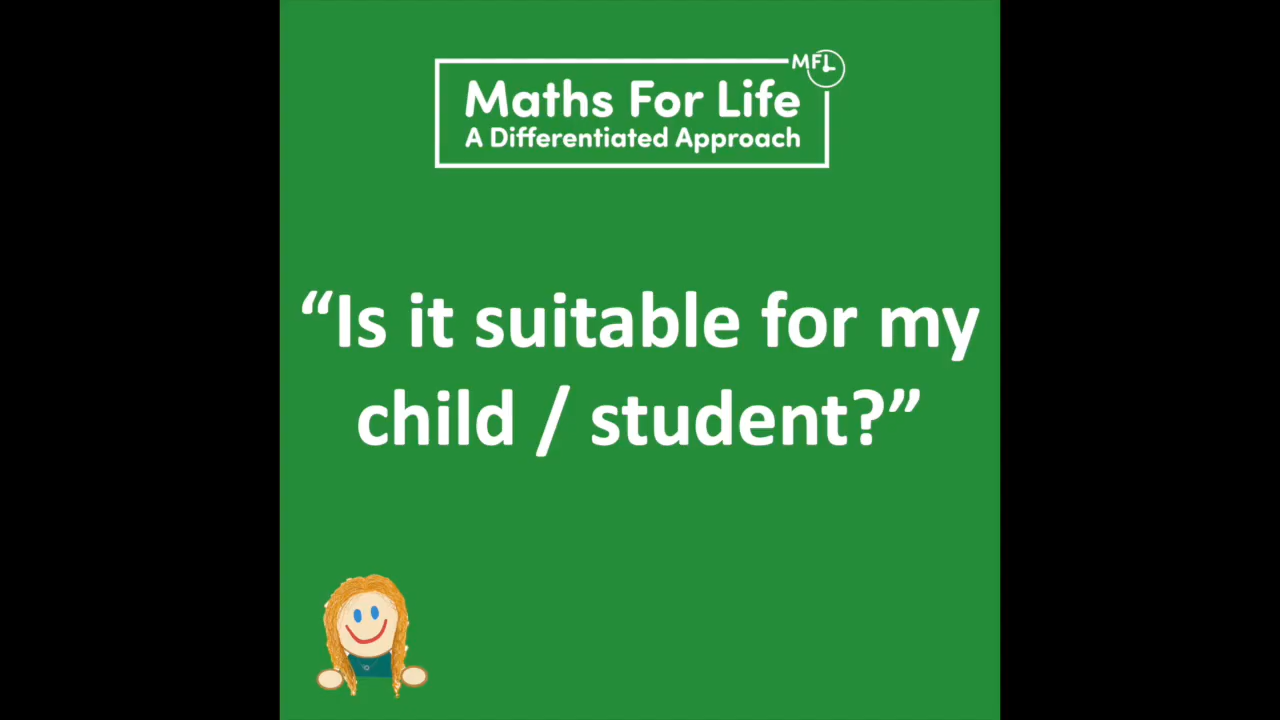 MFL
Maths For Life
A Differentiated Approach
“Is it suitable for my
child / student?”